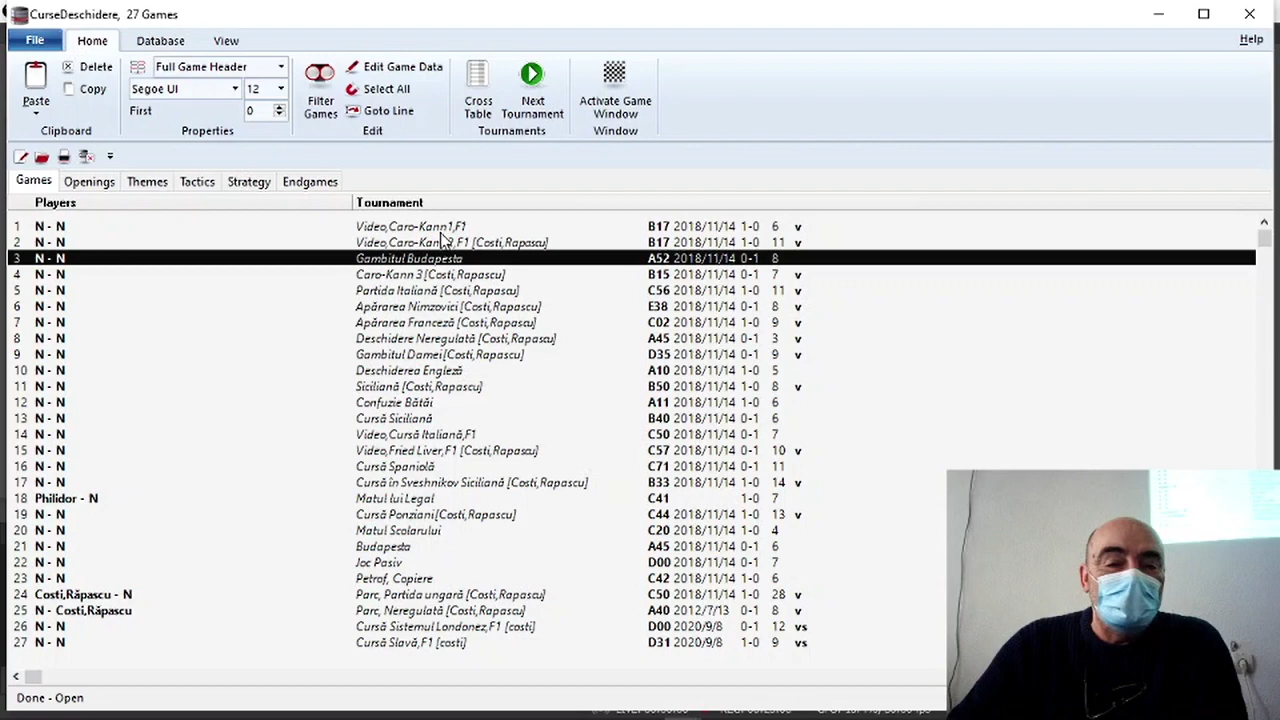 CurseDeschidere, 27 Games
File Home Database View Help
Paste Delete Copy Clipboard
Full Game Header Segoe UI 12 First 0 Properties
Filter Games Edit Game Data Select All Goto Line Edit
Cross Table Next Tournament Tournaments
Activate Game Window Window
Games Openings Themes Tactics Strategy Endgames
Players Tournament
1 N - N Video,Caro-Kann1,F1 B17 2018/11/14 1-0 6 v
2 N - N Video,Caro-Kann 2,F1 [Costi,Rapascu] B17 2018/11/14 1-0 11 v
3 N - N Gambitul Budapesta A52 2018/11/14 0-1 8
4 N - N Caro-Kann 3 [Costi,Rapascu] B15 2018/11/14 1-0 7 v
5 N - N Partida Italiană [Costi,Rapascu] C56 2018/11/14 1-0 11 v
6 N - N Apărarea Nimzovici [Costi,Rapascu] E38 2018/11/14 0-1 8 v
7 N - N Apărarea Franceză [Costi,Rapascu] C02 2018/11/14 1-0 9 v
8 N - N Deschidere Neregulată [Costi,Rapascu] A45 2018/11/14 0-1 3 v
9 N - N Gambitul Damei [Costi,Rapascu] D35 2018/11/14 0-1 9 v
10 N - N Deschiderea Engleză A10 2018/11/14 1-0 5
11 N - N Siciliană [Costi,Rapascu] B50 2018/11/14 1-0 8 v
12 N - N Confuzie Bătăi A11 2018/11/14 1-0 6
13 N - N Cursă Siciliană B40 2018/11/14 0-1 6
14 N - N Video,Cursă Italiană,F1 C50 2018/11/14 0-1 7
15 N - N Video,Fried Liver,F1 [Costi,Rapascu] C57 2018/11/14 1-0 10 v
16 N - N Cursă Spaniolă C71 2018/11/14 0-1 11
17 N - N Cursă în Sveshnikov Siciliană [Costi,Rapascu] B33 2018/11/14 1-0 14 v
18 Philidor - N Matul lui Legal C41 1-0 7
19 N - N Cursă Ponziani [Costi,Rapascu] C44 2018/11/14 0-1 13 v
20 N - N Matul Scolarului C20 2018/11/14 1-0 4
21 N - N Budapesta A45 2018/11/14 0-1 6
22 N - N Joc Pasiv D00 2018/11/14 0-1 7
23 N - N Petrof, Copiere C42 2018/11/14 1-0 6
24 Costi,Răpascu - N Parc, Partida ungară [Costi,Rapascu] C50 2018/11/14 1-0 28 v
25 N - Costi,Răpascu Parc, Neregulată [Costi,Rapascu] A40 2012/7/13 0-1 8 v
26 N - N Cursă Sistemul Londonez,F1 [costi] D00 2020/9/8 0-1 12 vs
27 N - N Cursă Slavă,F1 [costi] D31 2020/9/8 1-0 9 vs
Done - Open